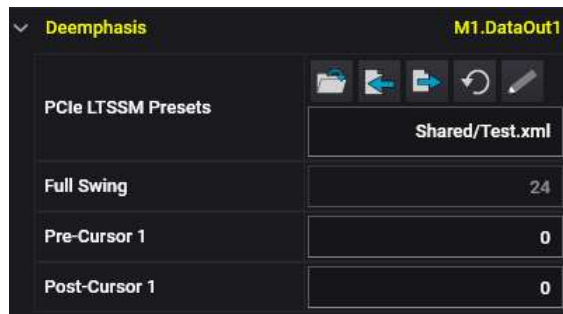 Deemphasis M1.DataOut1
PCIe LTSSM Presets
Shared/Test.xml
Full Swing 24
Pre-Cursor 1 0
Post-Cursor 1 0